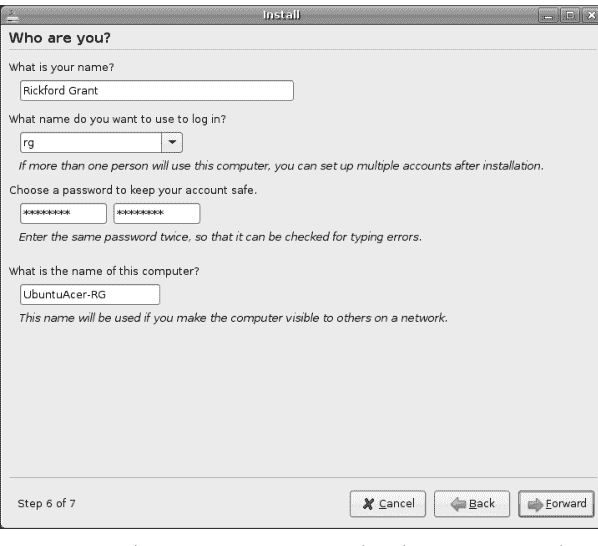 Install
Who are you?
What is your name?
Rickford Grant
What name do you want to use to log in?
rg
If more than one person will use this computer, you can set up multiple accounts after installation.
Choose a password to keep your account safe.
******** ********
Enter the same password twice, so that it can be checked for typing errors.
What is the name of this computer?
UbuntuAcer-RG
This name will be used if you make the computer visible to others on a network.
Step 6 of 7 Cancel Back Forward